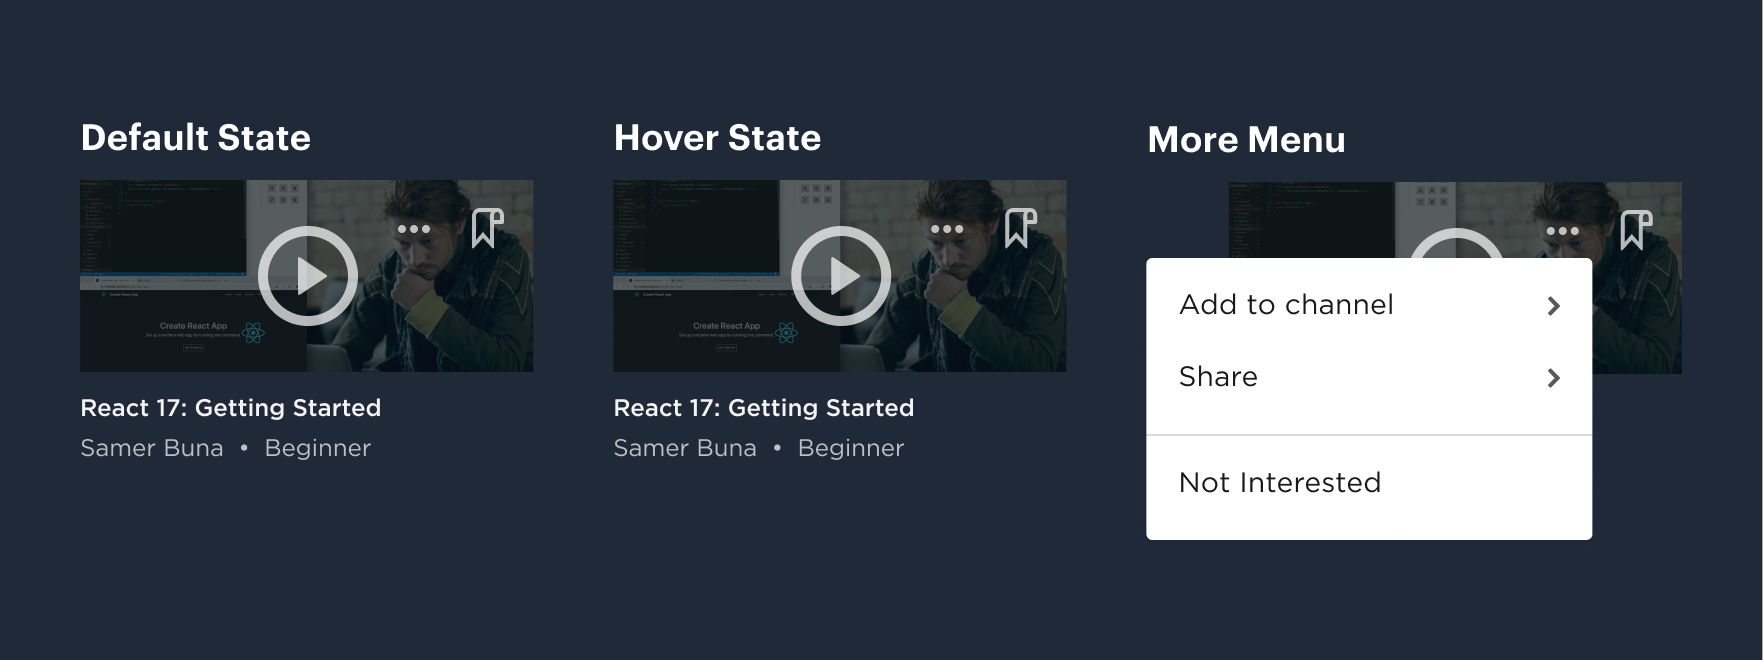 Default State
Create React App
React 17: Getting Started
Samer Buna • Beginner
Hover State
Create React App
React 17: Getting Started
Samer Buna • Beginner
More Menu
Add to channel
Share
Not Interested